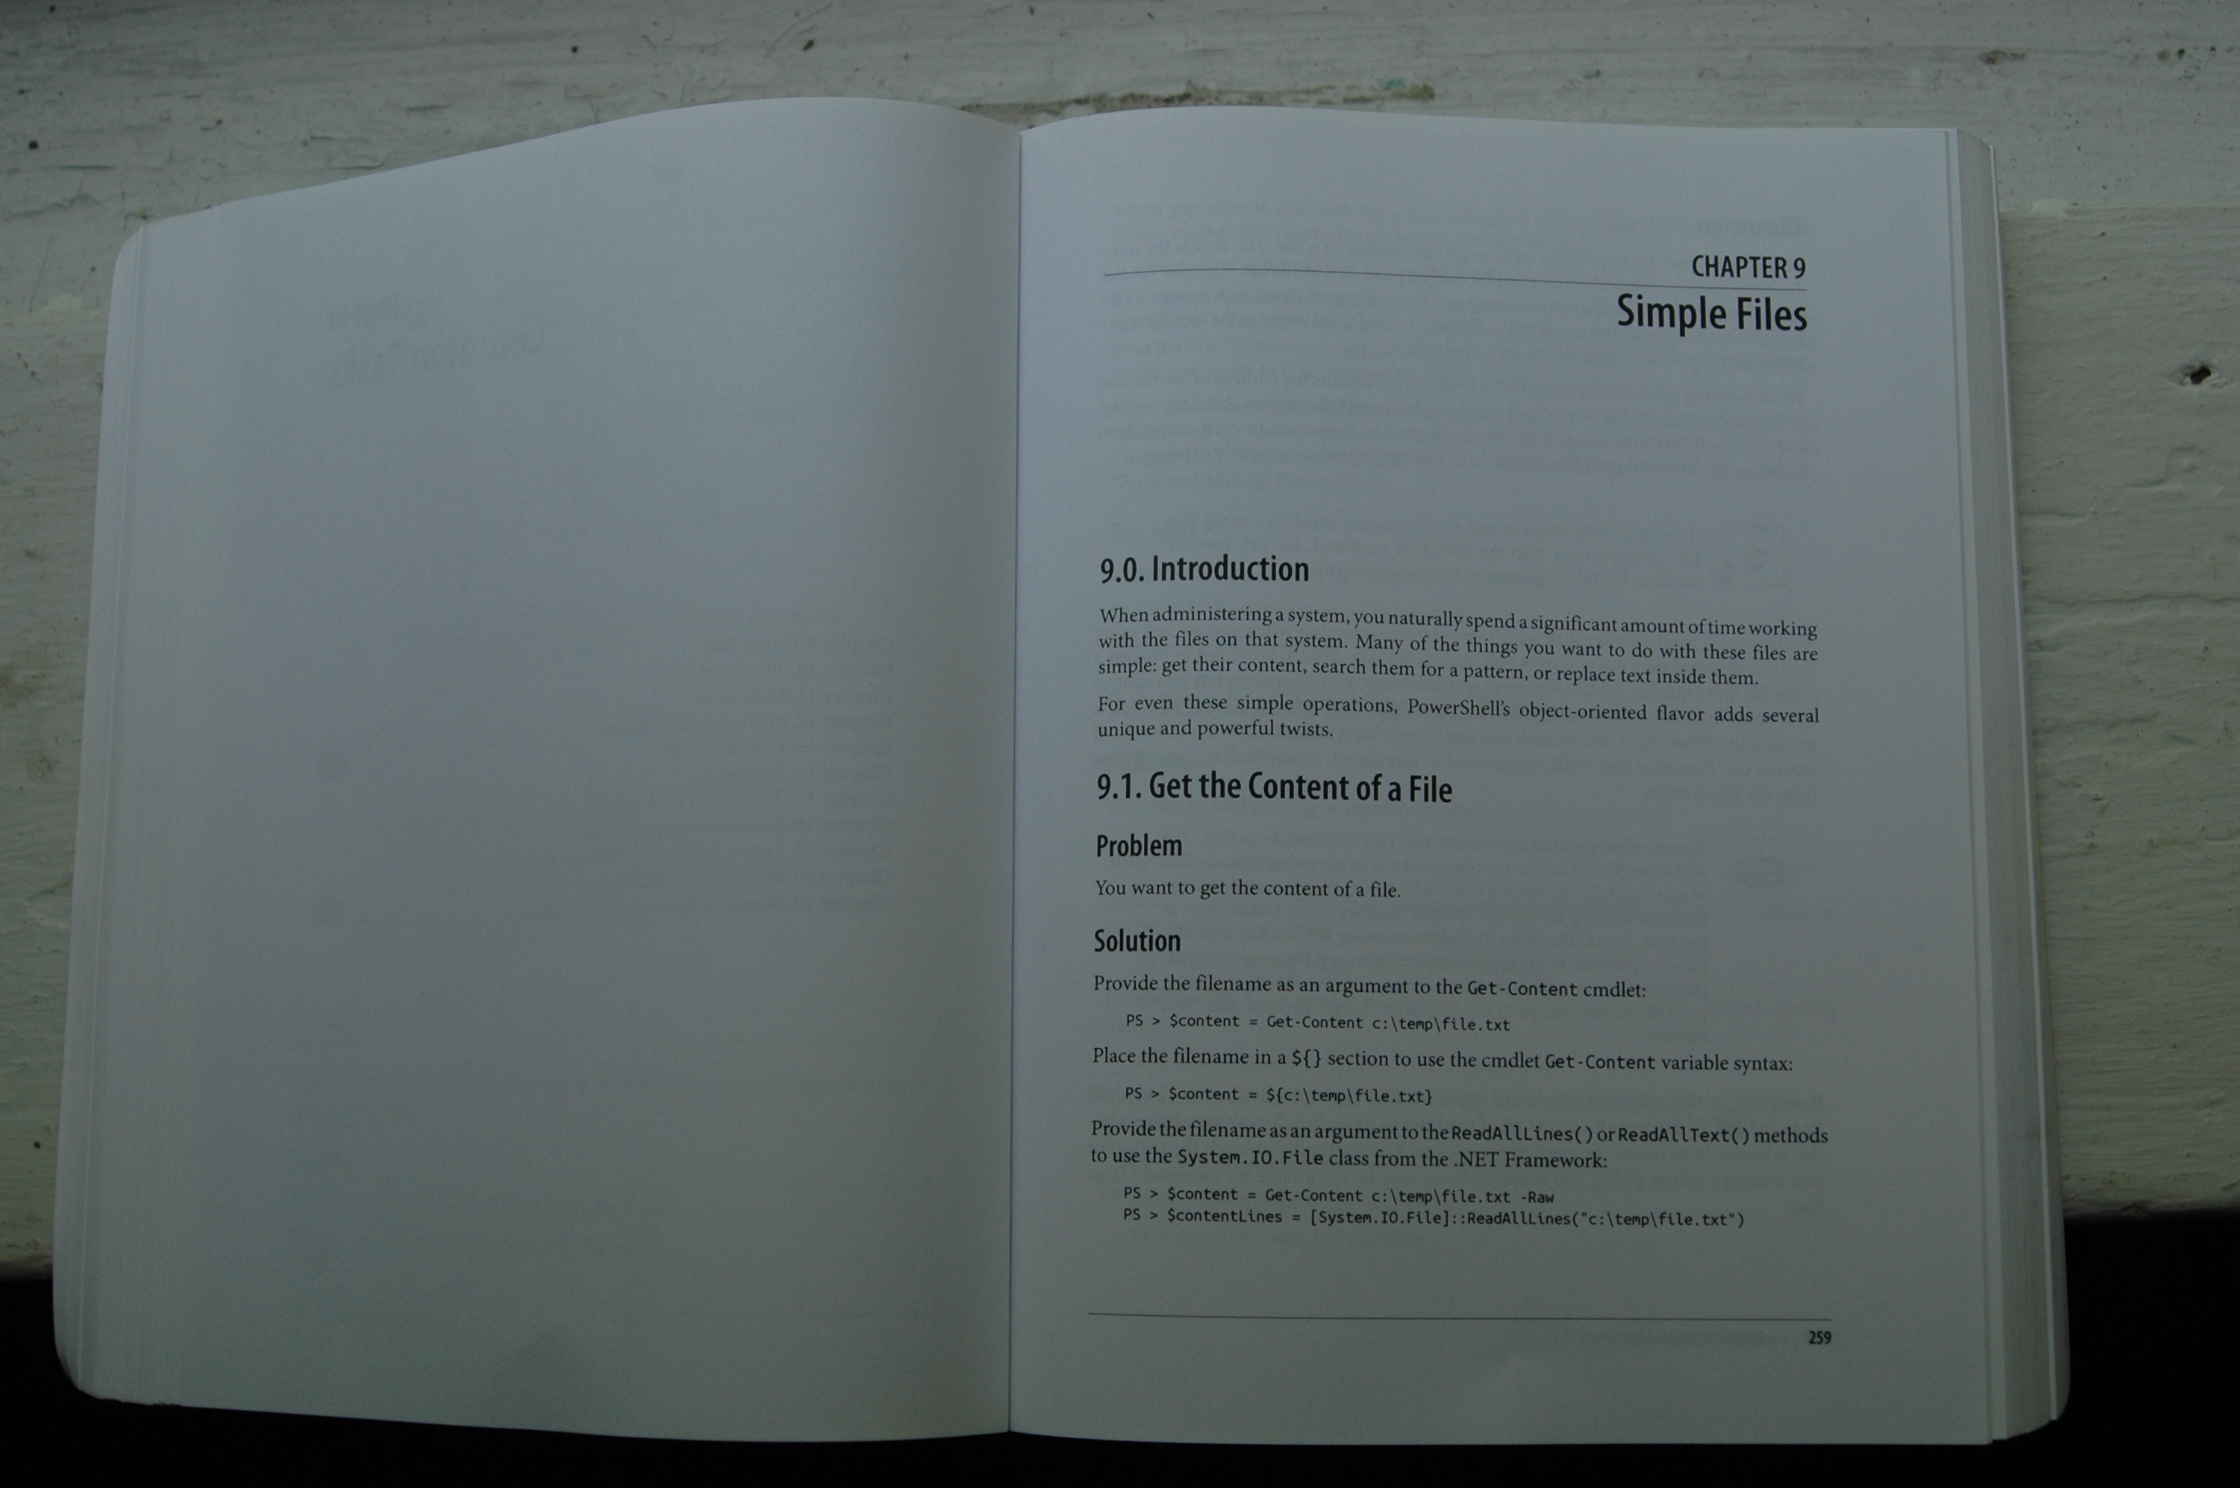 CHAPTER 9
Simple Files
9.0. Introduction
When administering a system, you naturally spend a significant amount of time working
with the files on that system. Many of the things you want to do with these files are
simple: get their content, search them for a pattern, or replace text inside them.
For even these simple operations, PowerShell's object-oriented flavor adds several
unique and powerful twists.
9.1. Get the Content of a File
Problem
You want to get the content of a file.
Solution
Provide the filename as an argument to the Get-Content cmdlet:
PS > $content = Get-Content c:\temp\file.txt
Place the filename in a ${} section to use the cmdlet Get-Content variable syntax:
PS > $content = ${c:\temp\file.txt}
Provide the filename as an argument to the ReadAllLines() or ReadAllText() methods
to use the System.IO.File class from the .NET Framework:
PS > $content = Get-Content c:\temp\file.txt -Raw
PS > $contentLines = [System.IO.File]::ReadAllLines("c:\temp\file.txt")
259